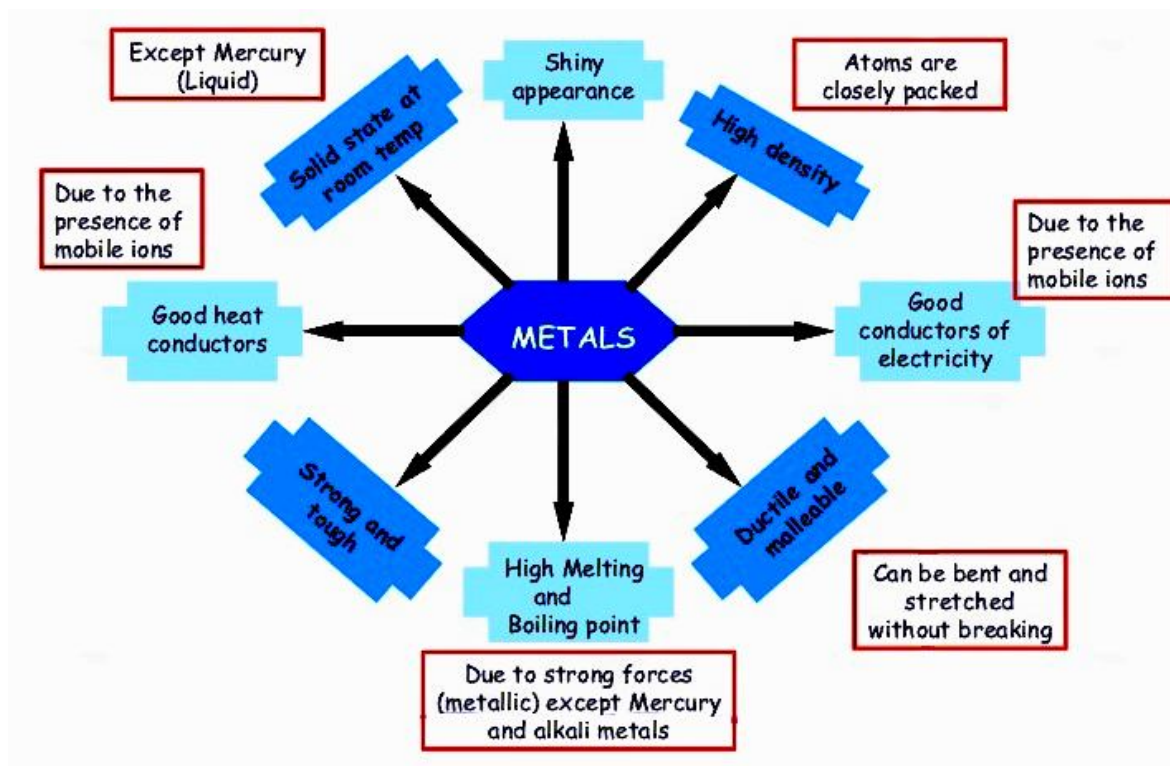 Except Mercury
(Liquid)
Shiny
appearance
Atoms are
closely packed
Solid state at
room temp
High density
Due to the
presence of
mobile ions
Due to the
presence of
mobile ions
Good heat
conductors
METALS
Good
conductors of
electricity
Strong and
tough
High Melting
and
Boiling point
Ductile and
malleable
Can be bent and
stretched
without breaking
Due to strong forces
(metallic) except Mercury
and alkali metals